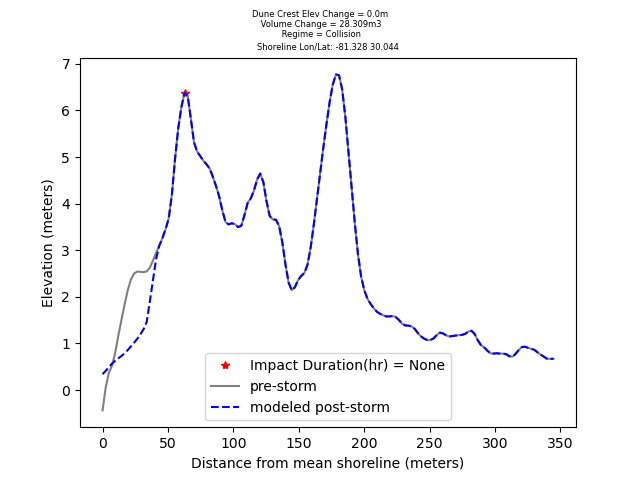 Dune Crest Elev Change = 0.0m
Volume Change = 28.309m3
Regime = Collision
Shoreline Lon/Lat: -81.328 30.044
7
6
5
4
3
2
1
0
Elevation (meters)
Impact Duration(hr) = None
pre-storm
modeled post-storm
0 50 100 150 200 250 300 350
Distance from mean shoreline (meters)